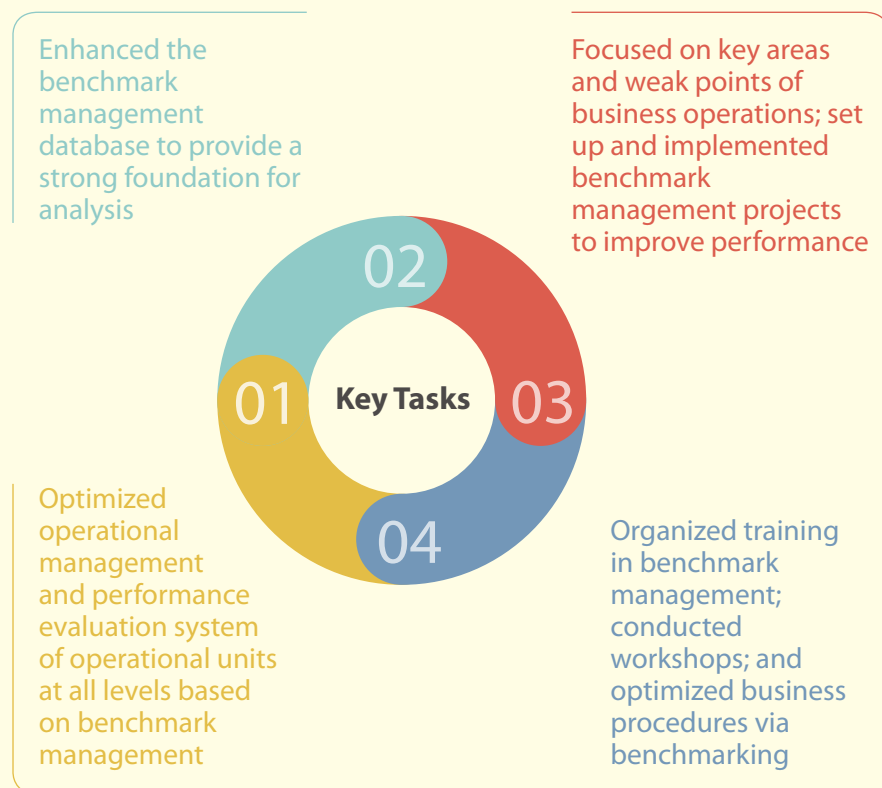 Enhanced the
benchmark
management
database to provide a
strong foundation for
analysis
Focused on key areas
and weak points of
business operations; set
up and implemented
benchmark
management projects
to improve performance
02
01
Key Tasks
03
04
Optimized
operational
management
and performance
evaluation system
of operational units
at all levels based
on benchmark
management
Organized training
in benchmark
management;
conducted
workshops; and
optimized business
procedures via
benchmarking